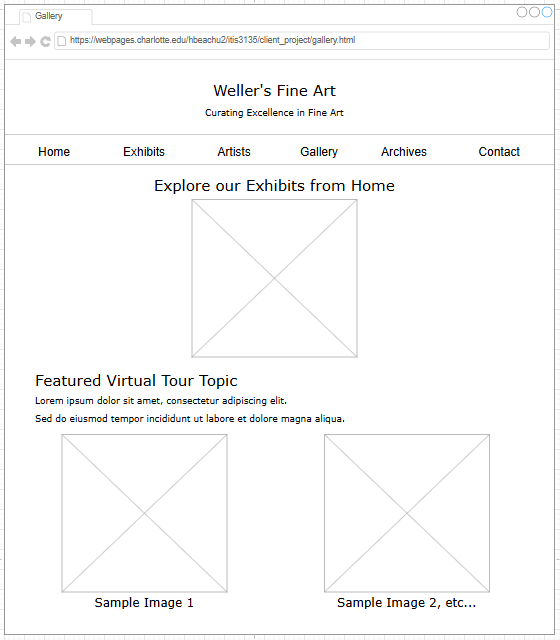 Gallery
https://webpages.charlotte.edu/hbeachu2/itis3135/client_project/gallery.html
Weller's Fine Art
Curating Excellence in Fine Art
Home Exhibits Artists Gallery Archives Contact
Explore our Exhibits from Home
Featured Virtual Tour Topic
Lorem ipsum dolor sit amet, consectetur adipiscing elit.
Sed do eiusmod tempor incididunt ut labore et dolore magna aliqua.
Sample Image 1 Sample Image 2, etc...